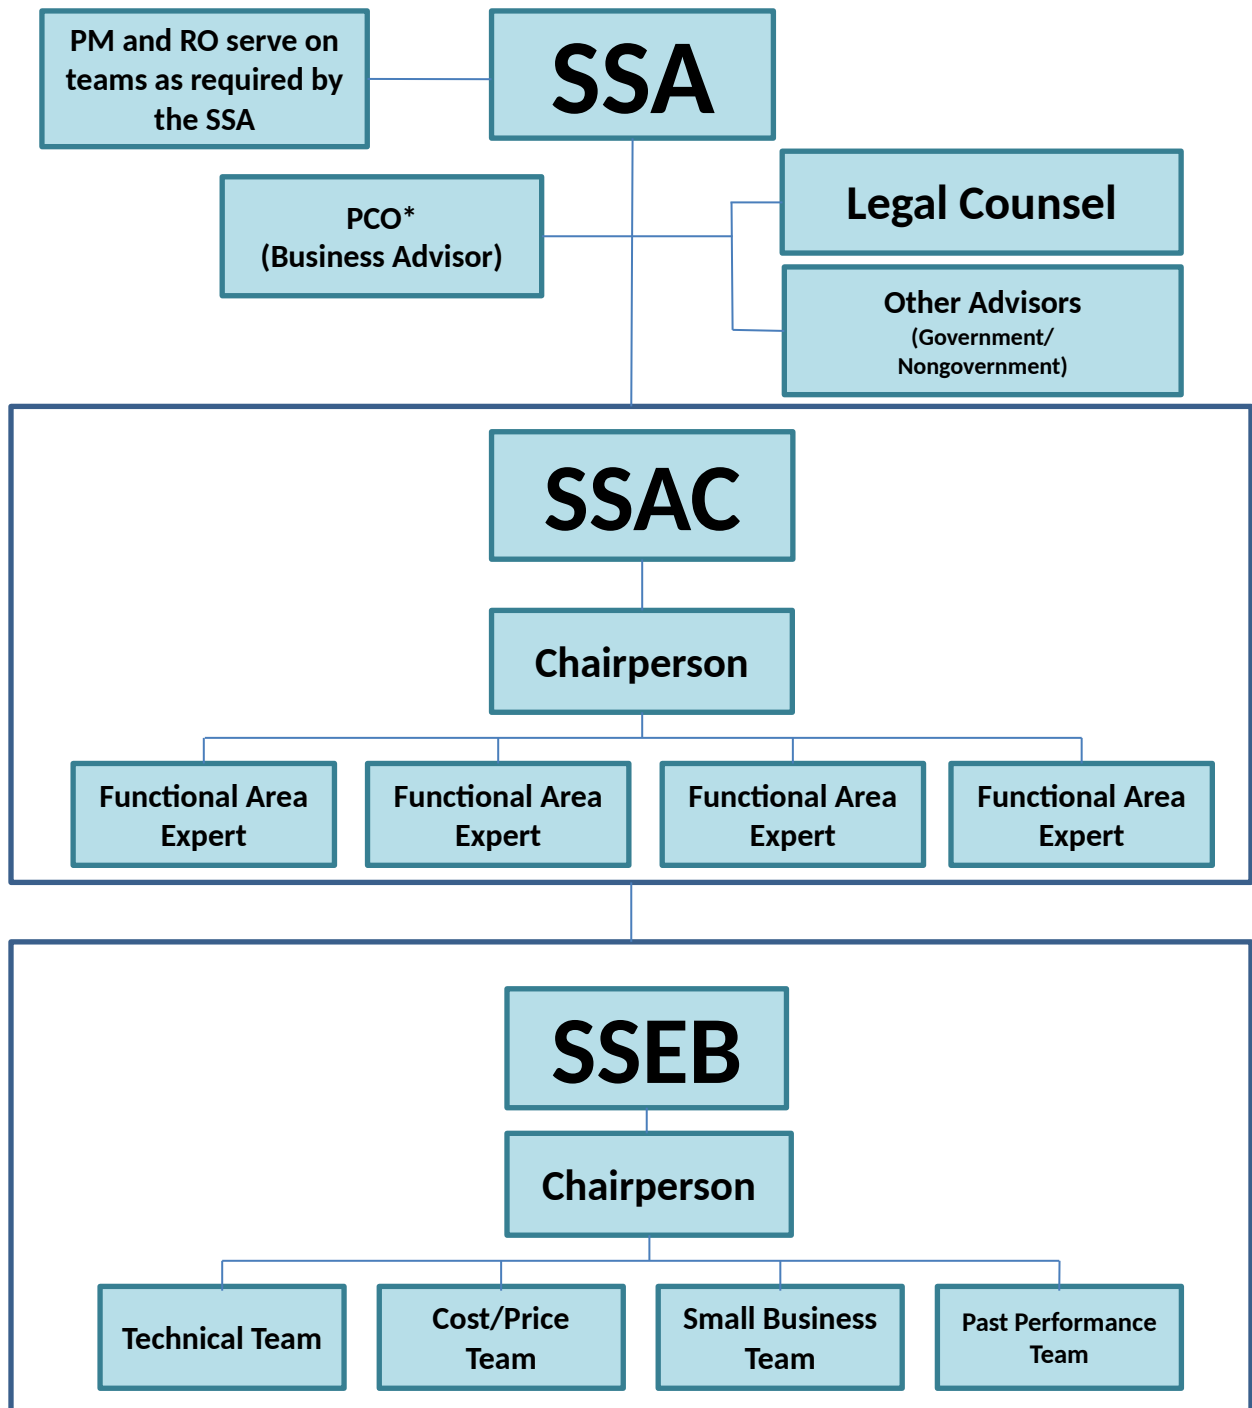 PM and RO serve on
teams as required by
the SSA
SSA
PCO*
(Business Advisor)
Legal Counsel
Other Advisors
(Government/
Nongovernment)
SSAC
Chairperson
Functional Area
Expert
Functional Area
Expert
Functional Area
Expert
Functional Area
Expert
SSEB
Chairperson
Technical Team
Cost/Price
Team
Small Business
Team
Past Performance
Team